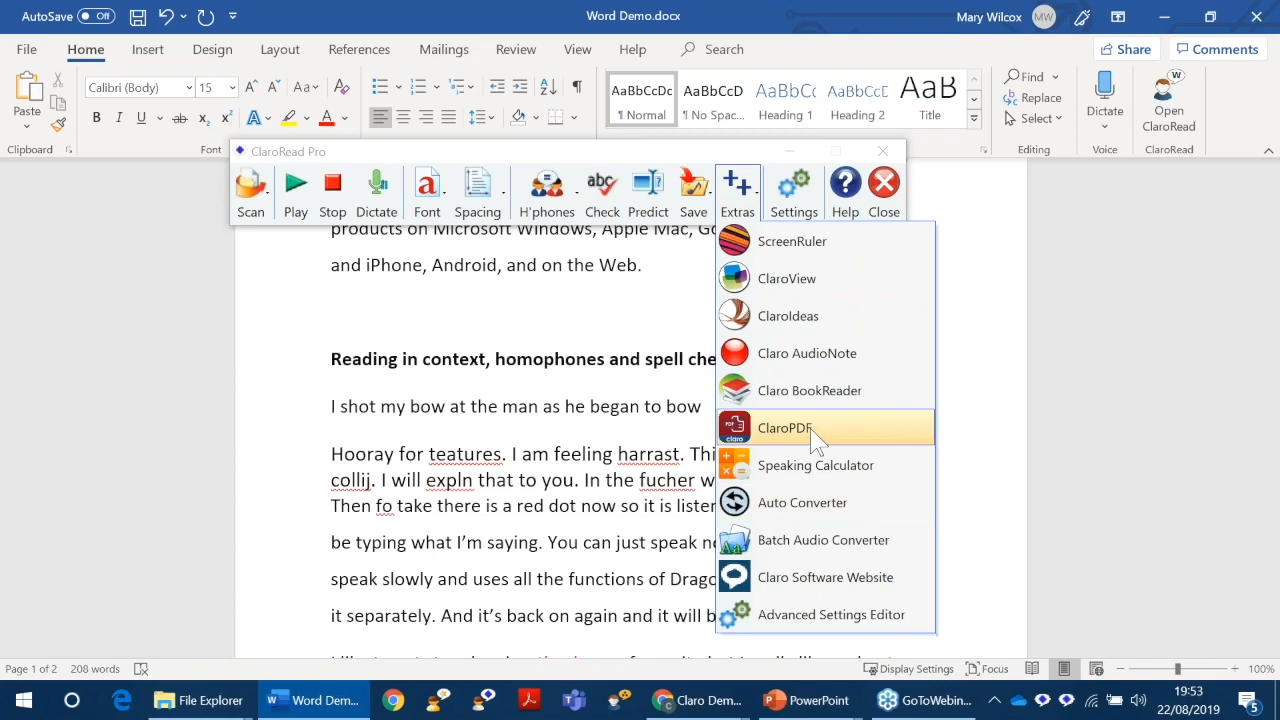 AutoSave Off
Word Demo.docx
Mary Wilcox MW
File Home Insert Design Layout References Mailings Review View Help Search Share Comments
Paste
Clipboard
Calibri (Body) 15
Font
AaBbCcDc AaBbCcD AaBbCc AaBbCcD AaB
¶ Normal ¶ No Spac... Heading 1 Heading 2 Title
Find
Replace
Select
Editing
Dictate
Voice
Open
ClaroRead
ClaroRead
ClaroRead Pro
Scan Play Stop Dictate Font Spacing H'phones Check Predict Save Extras Settings Help Close
products on Microsoft Windows, Apple Mac, Go
and iPhone, Android, and on the Web.
Reading in context, homophones and spell che
I shot my bow at the man as he began to bow
Hooray for teatures. I am feeling harrast. Thi
collij. I will expln that to you. In the fucher w
Then fo take there is a red dot now so it is lister
be typing what I'm saying. You can just speak no
speak slowly and uses all the functions of Drago
it separately. And it's back on again and it will b
ScreenRuler
ClaroView
ClaroIdeas
Claro AudioNote
Claro BookReader
ClaroPDF
Speaking Calculator
Auto Converter
Batch Audio Converter
Claro Software Website
Advanced Settings Editor
Page 1 of 2 208 words
Display Settings Focus 100%
File Explorer Word Dem... Claro Dem... PowerPoint GoToWebin...
19:53
22/08/2019
5